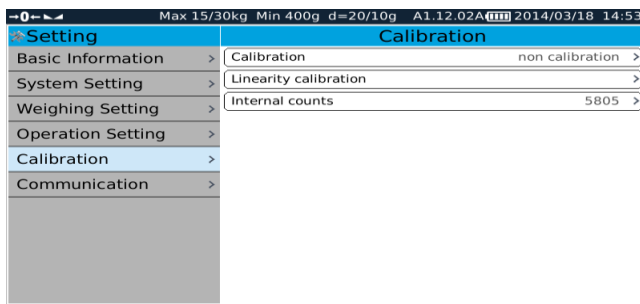 →0← Max 15/30kg Min 400g d=20/10g A1.12.02A 2014/03/18 14:53
Setting
Calibration
Basic Information >
System Setting >
Weighing Setting >
Operation Setting >
Calibration >
Communication >
Calibration non calibration >
Linearity calibration >
Internal counts 5805 >